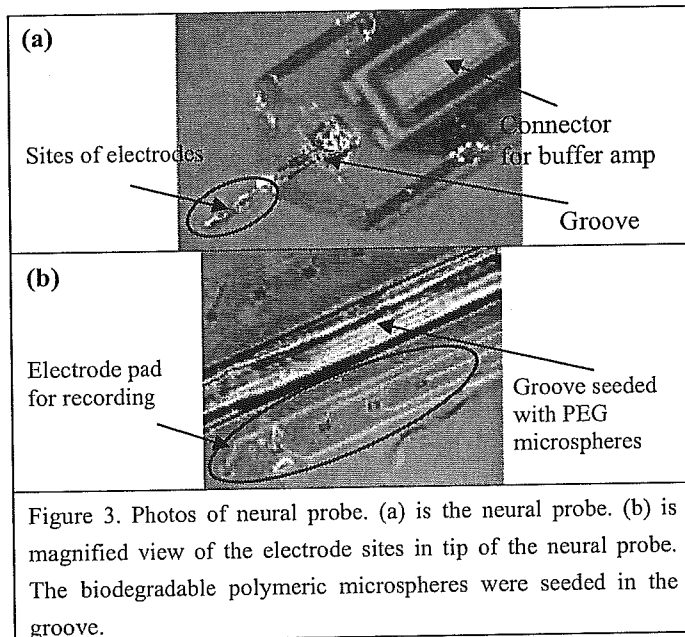 (a)
Sites of electrodes
Connector
for buffer amp
Groove
(b)
Electrode pad
for recording
Groove seeded
with PEG
microspheres
Figure 3. Photos of neural probe. (a) is the neural probe. (b) is
magnified view of the electrode sites in tip of the neural probe.
The biodegradable polymeric microspheres were seeded in the
groove.